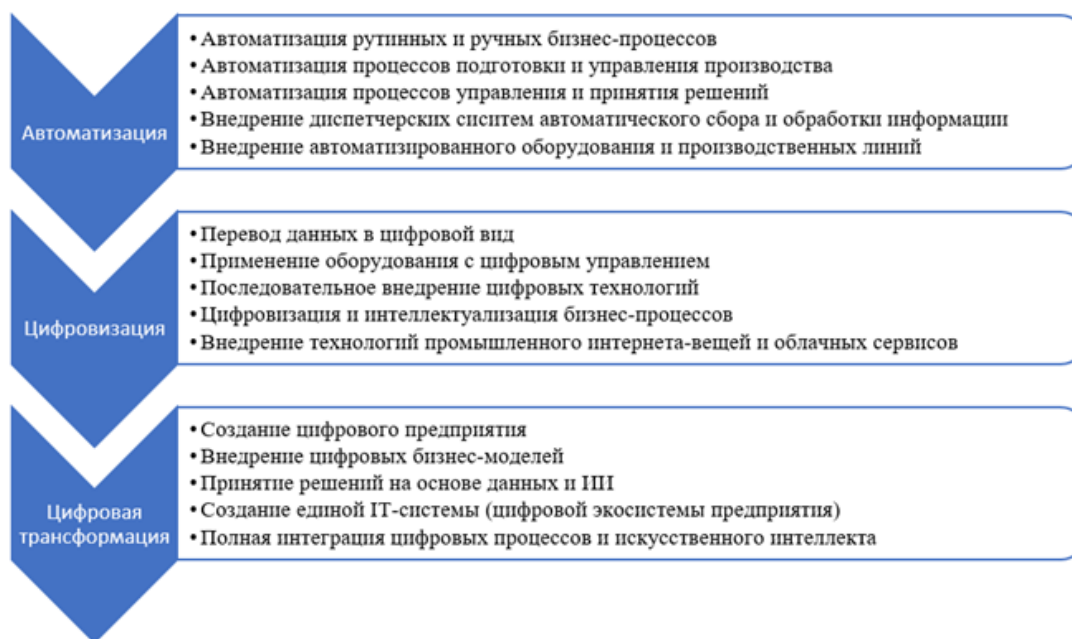 Автоматизация
• Автоматизация рутинных и ручных бизнес-процессов
• Автоматизация процессов подготовки и управления производства
• Автоматизация процессов управления и принятия решений
• Внедрение диспетчерских сиситем автоматического сбора и обработки информации
• Внедрение автоматизированного оборудования и производственных линий
Цифровизация
• Перевод данных в цифровой вид
• Применение оборудования с цифровым управлением
• Последовательное внедрение цифровых технологий
• Цифровизация и интеллектуализация бизнес-процессов
• Внедрение технологий промышленного интернета-вещей и облачных сервисов
Цифровая
трансформация
• Создание цифрового предприятия
• Внедрение цифровых бизнес-моделей
• Принятие решений на основе данных и ИИ
• Создание единой IT-системы (цифровой экосистемы предприятия)
• Полная интеграция цифровых процессов и искусственного интеллекта